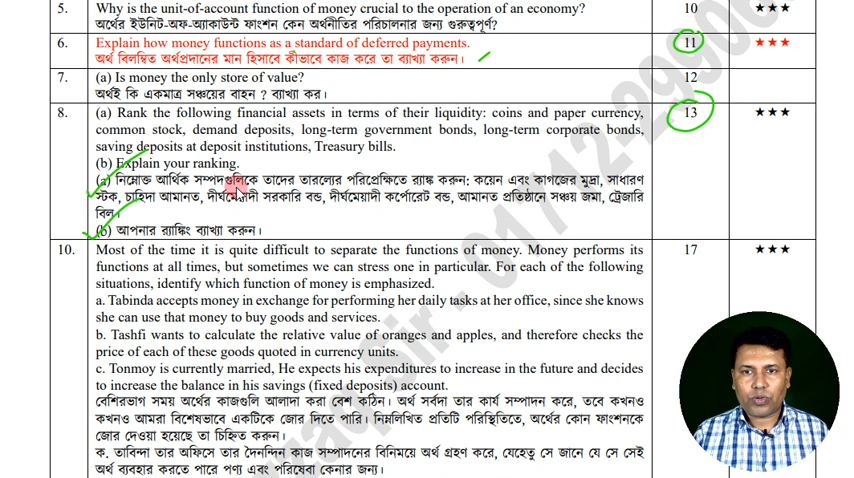 5. Why is the unit-of-account function of money crucial to the operation of an economy? 10 ★★★
অর্থের ইউনিট-অফ-অ্যাকাউন্ট ফাংশন কেন অর্থনীতির পরিচালনার জন্য গুরুত্বপূর্ণ?
6. Explain how money functions as a standard of deferred payments. 11 ★★★
অর্থ বিলম্বিত অর্থপ্রদানের মান হিসাবে কীভাবে কাজ করে তা ব্যাখ্যা করুন।
7. (a) Is money the only store of value? 12
অর্থই কি একমাত্র সঞ্চয়ের বাহন ? ব্যাখ্যা কর।
8. (a) Rank the following financial assets in terms of their liquidity: coins and paper currency, 13 ★★★
common stock, demand deposits, long-term government bonds, long-term corporate bonds,
saving deposits at deposit institutions, Treasury bills.
(b) Explain your ranking.
(a) নিম্নোক্ত আর্থিক সম্পদগুলিকে তাদের তারল্যের পরিপ্রেক্ষিতে র‍্যাঙ্ক করুন: কয়েন এবং কাগজের মুদ্রা, সাধারণ
স্টক, চাহিদা আমানত, দীর্ঘমেয়াদী সরকারি বন্ড, দীর্ঘমেয়াদী কর্পোরেট বন্ড, আমানত প্রতিষ্ঠানে সঞ্চয় জমা, ট্রেজারি
বিল।
(b) আপনার র‍্যাঙ্কিং ব্যাখ্যা করুন।
10. Most of the time it is quite difficult to separate the functions of money. Money performs its 17 ★★★
functions at all times, but sometimes we can stress one in particular. For each of the following
situations, identify which function of money is emphasized.
a. Tabinda accepts money in exchange for performing her daily tasks at her office, since she knows
she can use that money to buy goods and services.
b. Tashfi wants to calculate the relative value of oranges and apples, and therefore checks the
price of each of these goods quoted in currency units.
c. Tonmoy is currently married, He expects his expenditures to increase in the future and decides
to increase the balance in his savings (fixed deposits) account.
বেশিরভাগ সময় অর্থের কাজগুলি আলাদা করা বেশ কঠিন। অর্থ সর্বদা তার কার্য সম্পাদন করে, তবে কখনও
কখনও আমরা বিশেষভাবে একটিকে জোর দিতে পারি। নিম্নলিখিত প্রতিটি পরিস্থিতিতে, অর্থের কোন ফাংশনকে
জোর দেওয়া হয়েছে তা চিহ্নিত করুন।
ক. তাবিন্দা তার অফিসে তার দৈনন্দিন কাজ সম্পাদনের বিনিময়ে অর্থ গ্রহণ করে, যেহেতু সে জানে যে সে সেই
অর্থ ব্যবহার করতে পারে পণ্য এবং পরিষেবা কেনার জন্য।